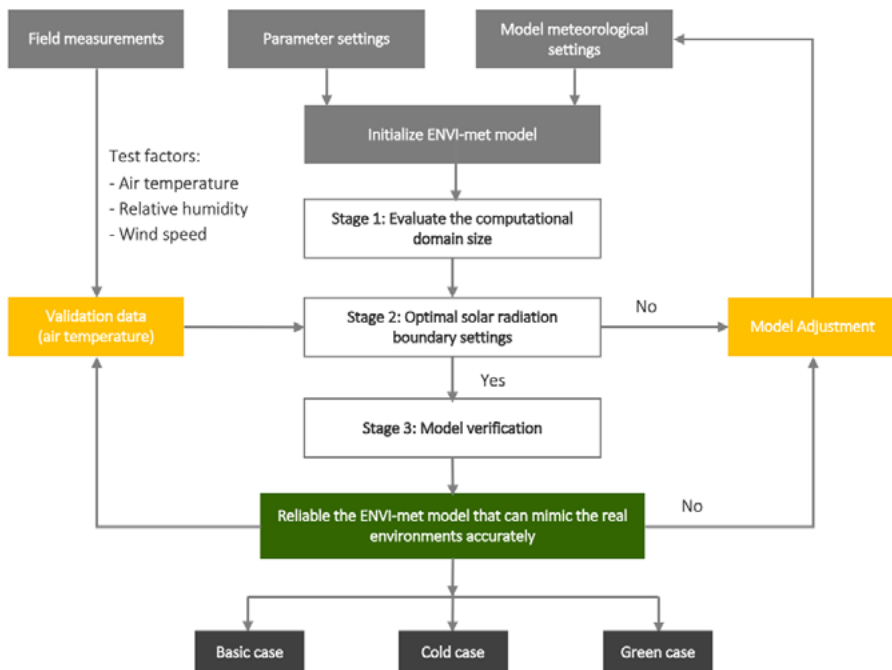 Field measurements
Parameter settings
Model meteorological
settings
Initialize ENVI-met model
Test factors:
- Air temperature
- Relative humidity
- Wind speed
Stage 1: Evaluate the computational
domain size
Validation data
(air temperature)
Stage 2: Optimal solar radiation
boundary settings
No
Model Adjustment
Yes
Stage 3: Model verification
Reliable the ENVI-met model that can mimic the real
environments accurately
No
Basic case
Cold case
Green case